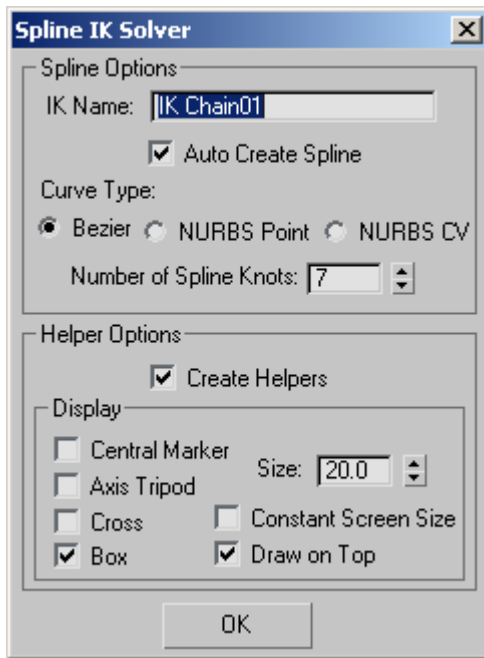 Spline IK Solver
Spline Options
IK Name: IK Chain01
Auto Create Spline
Curve Type:
Bezier NURBS Point NURBS CV
Number of Spline Knots: 7
Helper Options
Create Helpers
Display
Central Marker
Size: 20.0
Axis Tripod
Cross Constant Screen Size
Box Draw on Top
OK